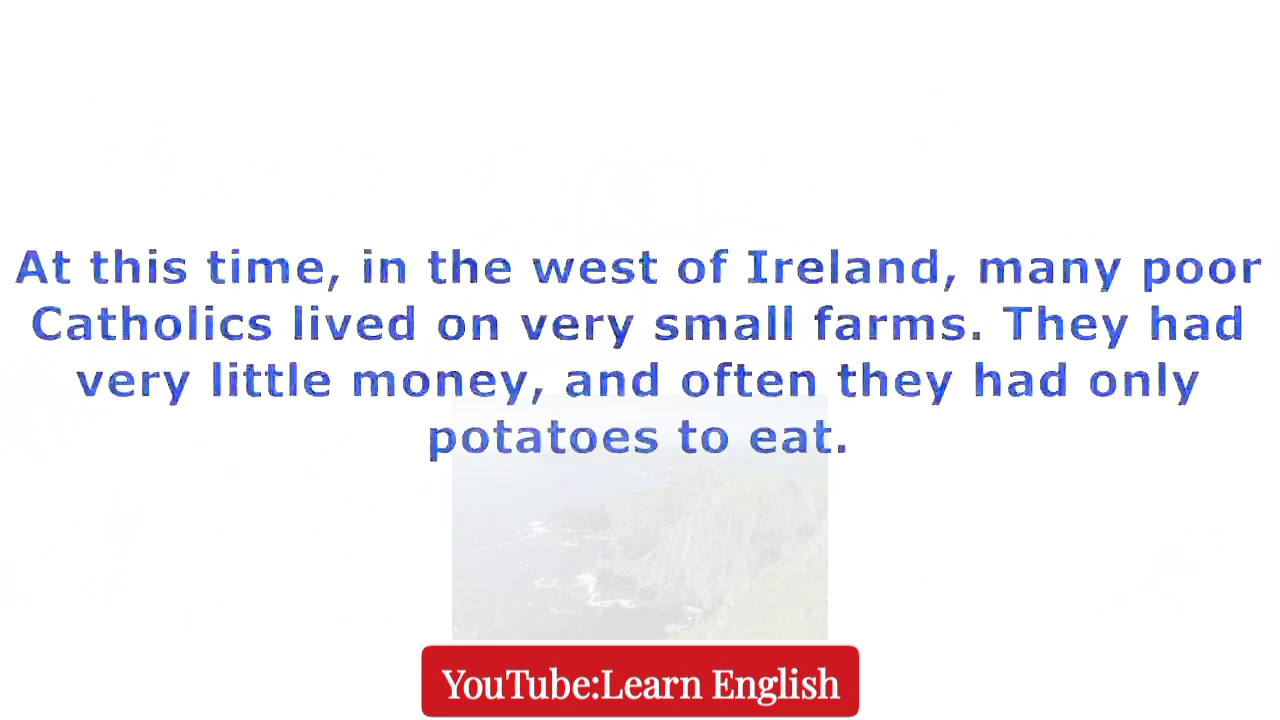 At this time, in the west of Ireland, many poor
Catholics lived on very small farms. They had
very little money, and often they had only
potatoes to eat.
YouTube:Learn English